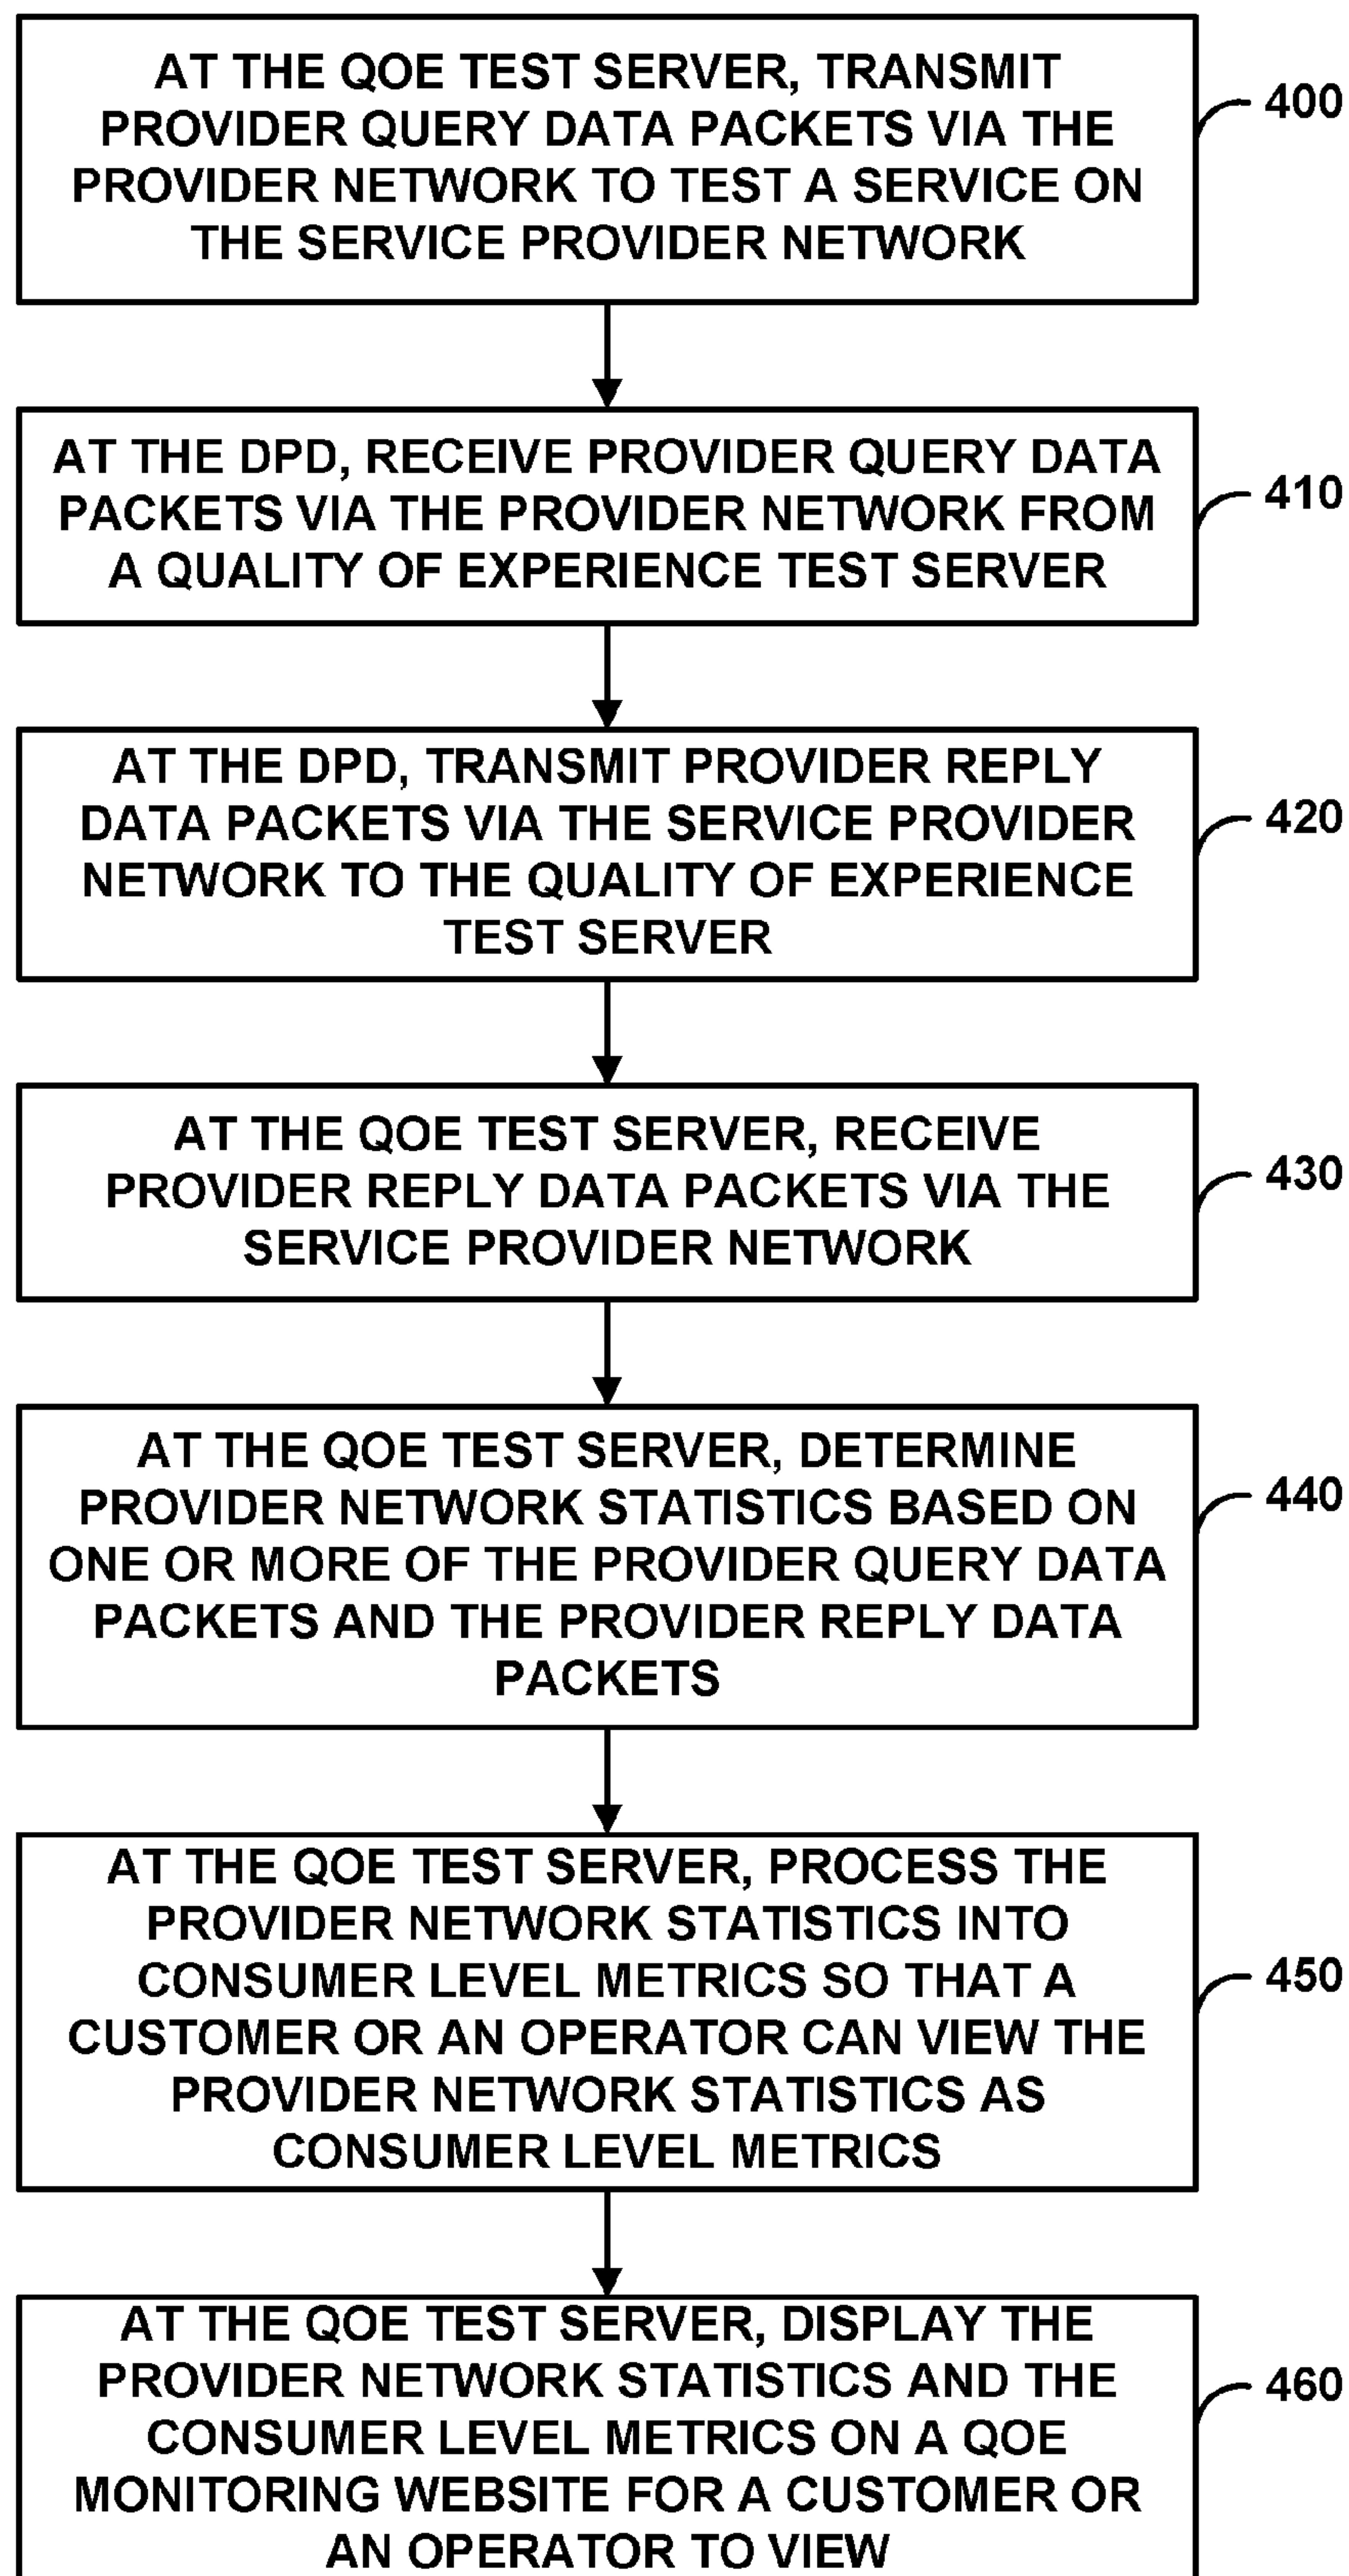 AT THE QOE TEST SERVER, TRANSMIT
PROVIDER QUERY DATA PACKETS VIA THE
PROVIDER NETWORK TO TEST A SERVICE ON
THE SERVICE PROVIDER NETWORK
400
AT THE DPD, RECEIVE PROVIDER QUERY DATA
PACKETS VIA THE PROVIDER NETWORK FROM
A QUALITY OF EXPERIENCE TEST SERVER
410
AT THE DPD, TRANSMIT PROVIDER REPLY
DATA PACKETS VIA THE SERVICE PROVIDER
NETWORK TO THE QUALITY OF EXPERIENCE
TEST SERVER
420
AT THE QOE TEST SERVER, RECEIVE
PROVIDER REPLY DATA PACKETS VIA THE
SERVICE PROVIDER NETWORK
430
AT THE QOE TEST SERVER, DETERMINE
PROVIDER NETWORK STATISTICS BASED ON
ONE OR MORE OF THE PROVIDER QUERY DATA
PACKETS AND THE PROVIDER REPLY DATA
PACKETS
440
AT THE QOE TEST SERVER, PROCESS THE
PROVIDER NETWORK STATISTICS INTO
CONSUMER LEVEL METRICS SO THAT A
CUSTOMER OR AN OPERATOR CAN VIEW THE
PROVIDER NETWORK STATISTICS AS
CONSUMER LEVEL METRICS
450
AT THE QOE TEST SERVER, DISPLAY THE
PROVIDER NETWORK STATISTICS AND THE
CONSUMER LEVEL METRICS ON A QOE
MONITORING WEBSITE FOR A CUSTOMER OR
AN OPERATOR TO VIEW
460